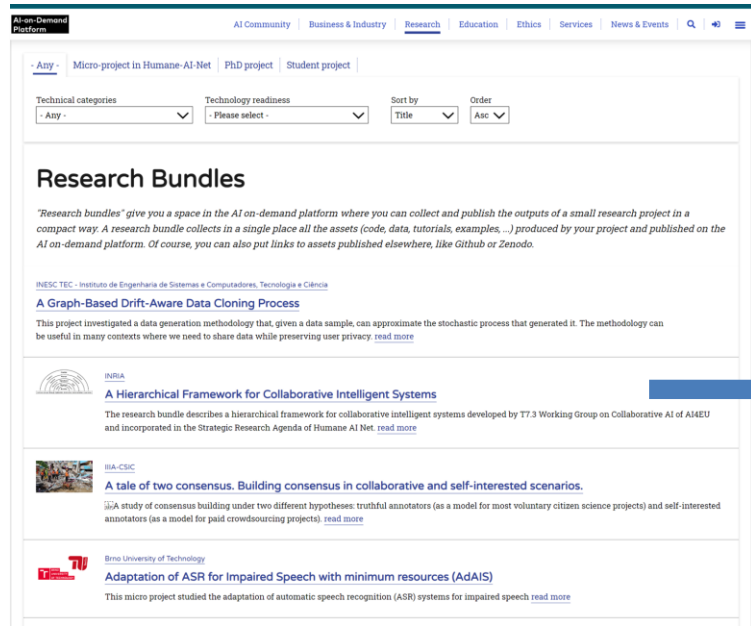 AI-on-Demand
Platform
AI Community Business & Industry Research Education Ethics Services News & Events
- Any - Micro-project in Humane-AI-Net PhD project Student project
Technical categories Technology readiness Sort by Order
- Any - - Please select - Title Asc
Research Bundles
"Research bundles" give you a space in the AI on-demand platform where you can collect and publish the outputs of a small research project in a
compact way. A research bundle collects in a single place all the assets (code, data, tutorials, examples, ...) produced by your project and published on the
AI on-demand platform. Of course, you can also put links to assets published elsewhere, like Github or Zenodo.
INESC TEC - Instituto de Engenharia de Sistemas e Computadores, Tecnologia e Ciência
A Graph-Based Drift-Aware Data Cloning Process
This project investigated a data generation methodology that, given a data sample, can approximate the stochastic process that generated it. The methodology can
be useful in many contexts where we need to share data while preserving user privacy. read more
INRIA
A Hierarchical Framework for Collaborative Intelligent Systems
The research bundle describes a hierarchical framework for collaborative intelligent systems developed by T7.3 Working Group on Collaborative AI of AI4EU
and incorporated in the Strategic Research Agenda of Humane AI Net. read more
IIIA-CSIC
A tale of two consensus. Building consensus in collaborative and self-interested scenarios.
A study of consensus building under two different hypotheses: truthful annotators (as a model for most voluntary citizen science projects) and self-interested
annotators (as a model for paid crowdsourcing projects). read more
Brno University of Technology
Adaptation of ASR for Impaired Speech with minimum resources (AdAIS)
This micro project studied the adaptation of automatic speech recognition (ASR) systems for impaired speech read more